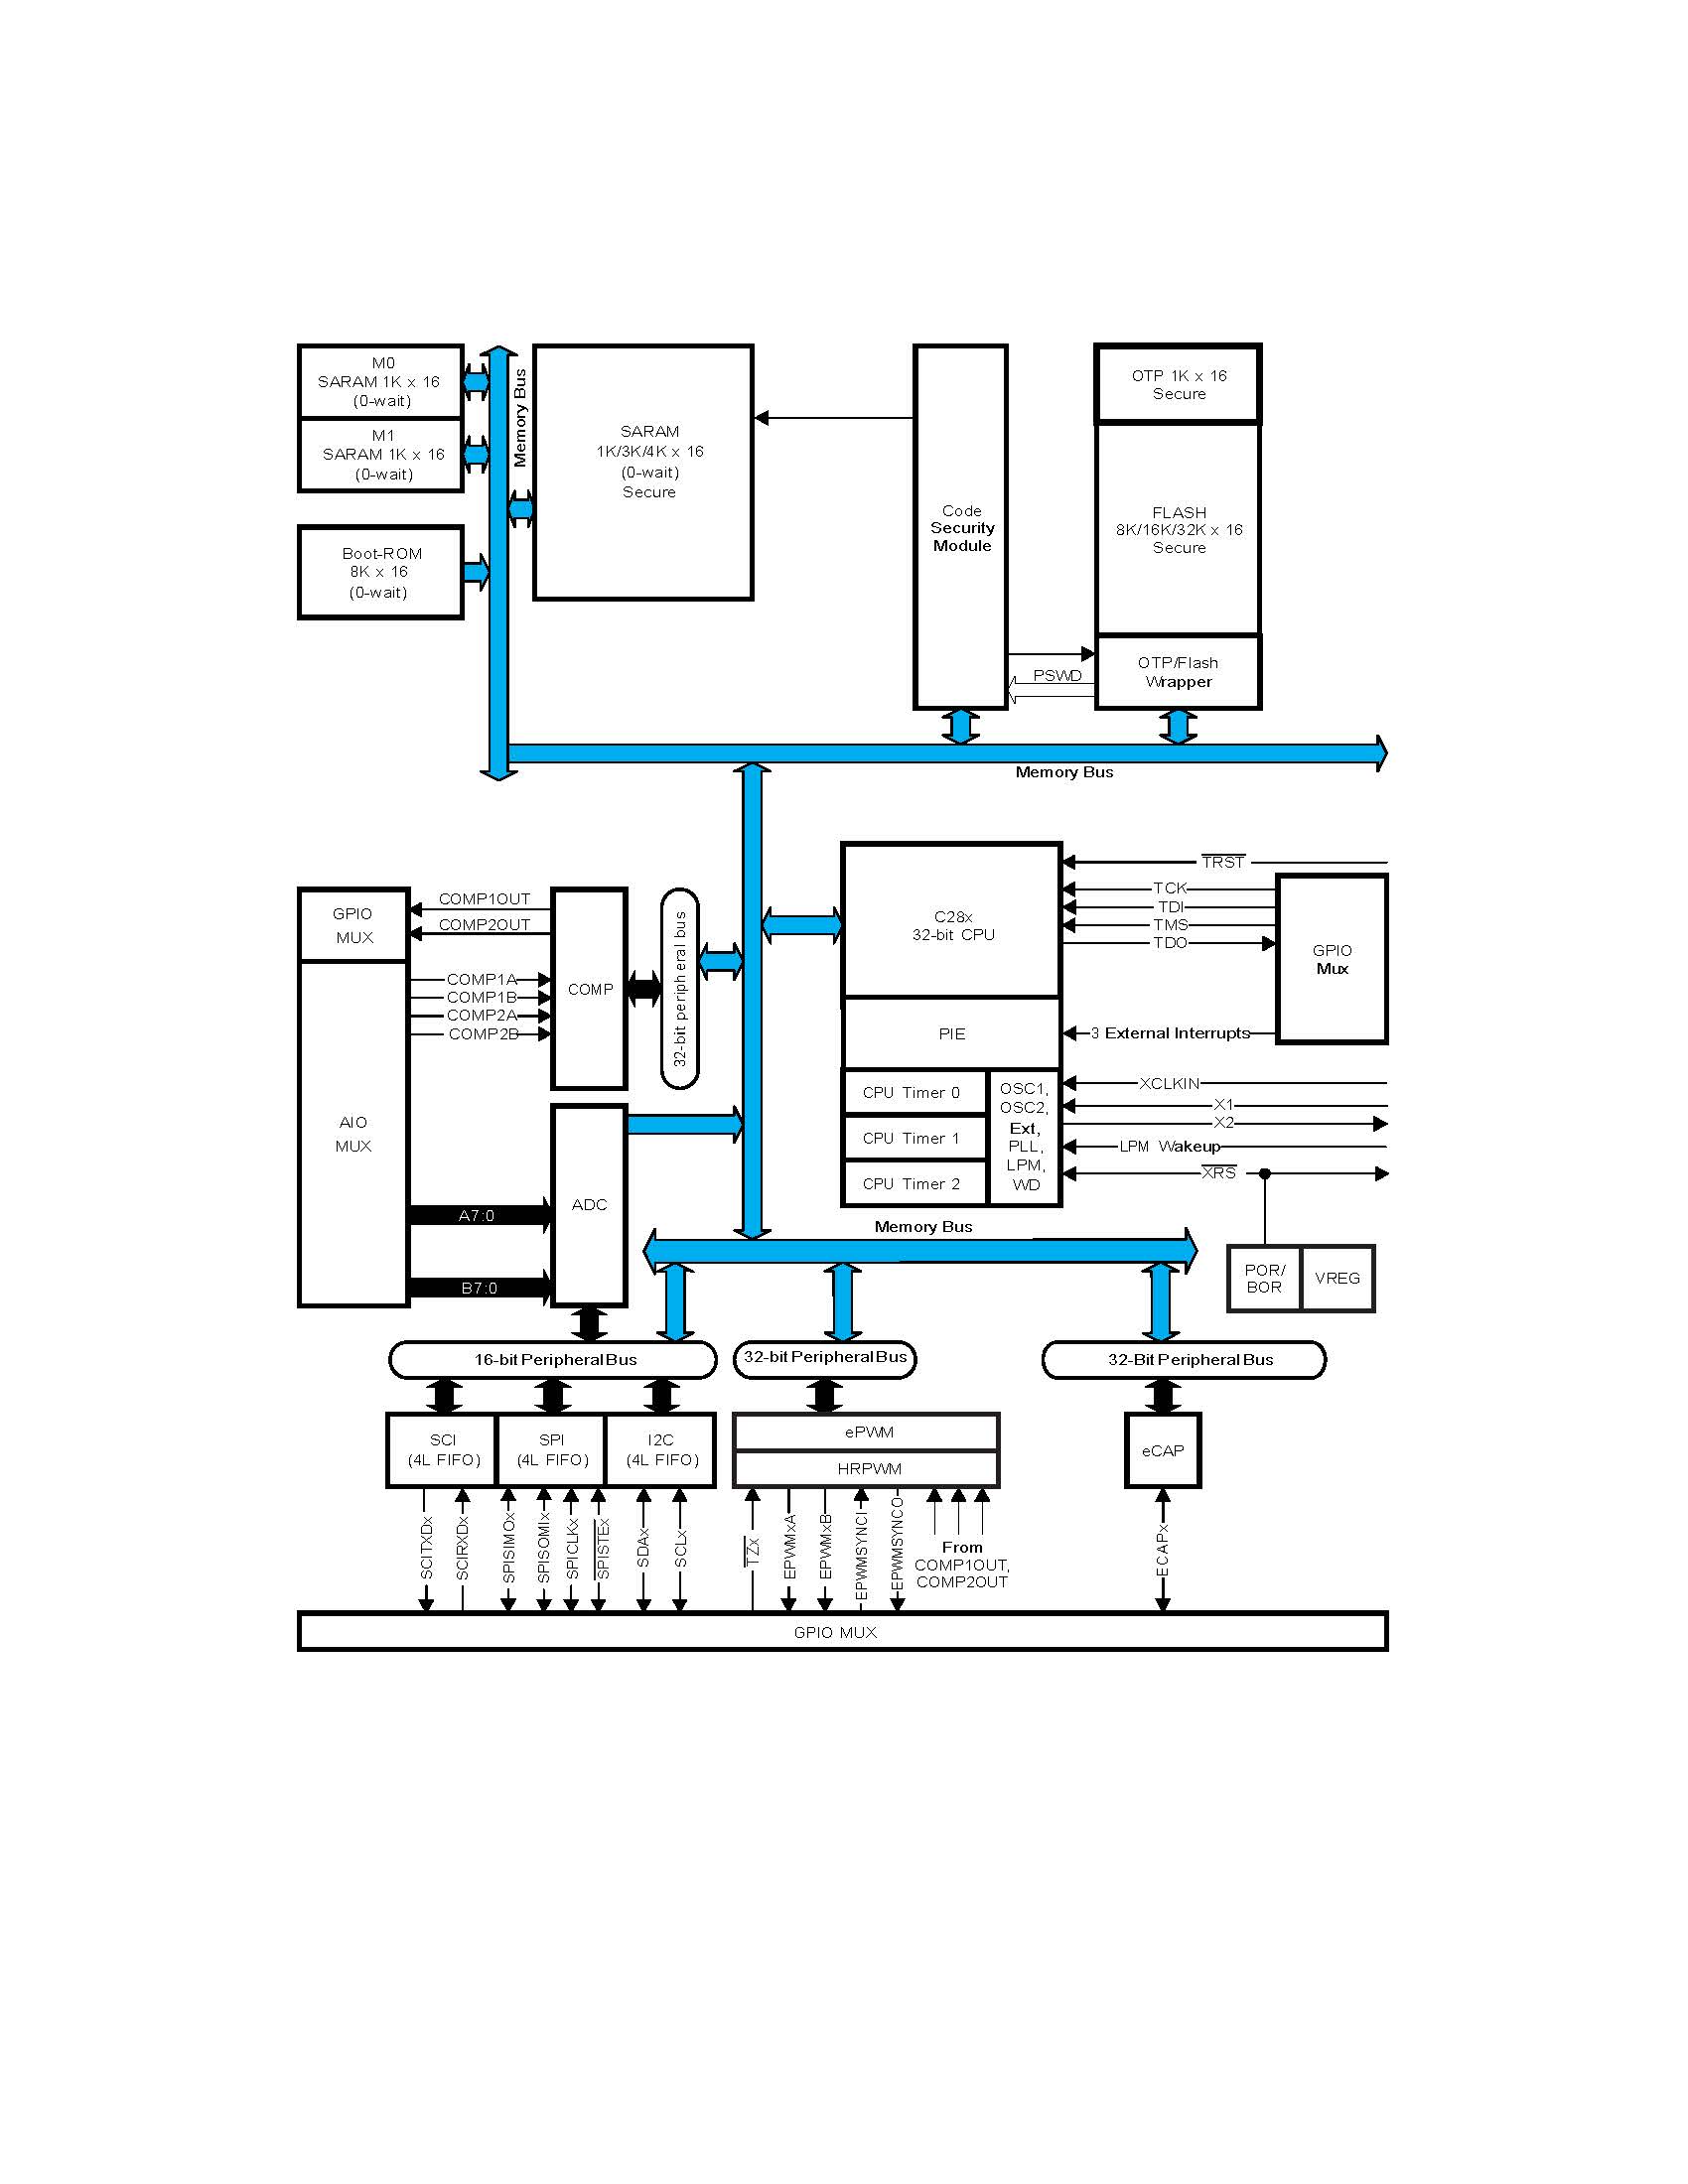 M0
SARAM 1K x 16
(0-wait)
M1
SARAM 1K x 16
(0-wait)
Boot-ROM
8K x 16
(0-wait)
Memory Bus
SARAM
1K/3K/4K x 16
(0-wait)
Secure
Code
Security
Module
OTP 1K x 16
Secure
FLASH
8K/16K/32K x 16
Secure
OTP/Flash
Wrapper
PSWD
Memory Bus
GPIO
MUX
AIO
MUX
COMP1OUT
COMP2OUT
COMP1A
COMP1B
COMP2A
COMP2B
COMP
32-bit peripheral bus
A7:0
B7:0
ADC
C28x
32-bit CPU
PIE
CPU Timer 0
CPU Timer 1
CPU Timer 2
OSC1,
OSC2,
Ext,
PLL,
LPM,
WD
TRST
TCK
TDI
TMS
TDO
GPIO
Mux
3 External Interrupts
XCLKIN
X1
X2
LPM Wakeup
XRS
POR/
BOR
VREG
Memory Bus
16-bit Peripheral Bus
32-bit Peripheral Bus
32-Bit Peripheral Bus
SCI
(4L FIFO)
SPI
(4L FIFO)
I2C
(4L FIFO)
ePWM
HRPWM
eCAP
SCITXDx
SCIRXDx
SPISIMOx
SPISOMIx
SPICLKx
SPISTEx
SDAx
SCLx
TZx
EPWMxA
EPWMxB
EPWMSYNCI
EPWMSYNCO
From
COMP1OUT,
COMP2OUT
ECAPx
GPIO MUX